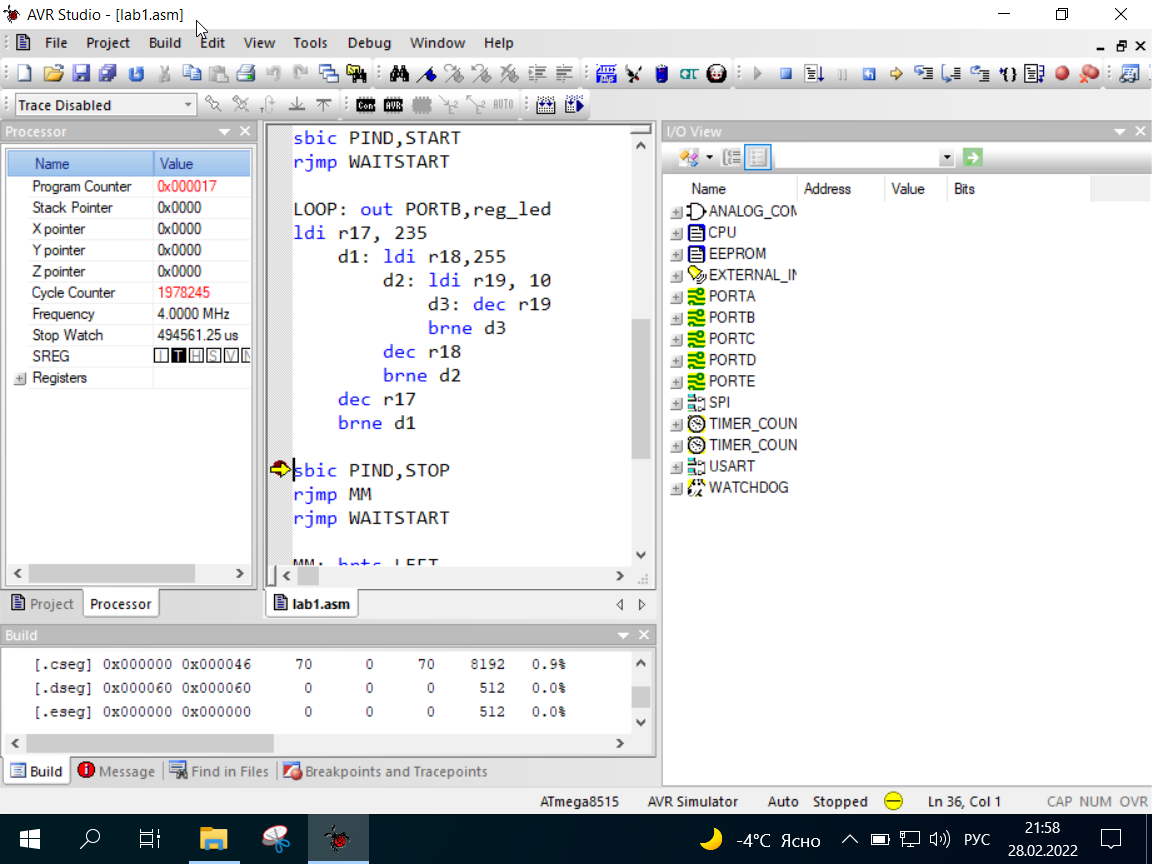 AVR Studio - [lab1.asm]
File Project Build Edit View Tools Debug Window Help
Trace Disabled
Con AVR AUTO
Processor
Name Value
Program Counter 0x000017
Stack Pointer 0x0000
X pointer 0x0000
Y pointer 0x0000
Z pointer 0x0000
Cycle Counter 1978245
Frequency 4.0000 MHz
Stop Watch 494561.25 us
SREG I T H S V N
Registers
Project Processor
sbic PIND,START
rjmp WAITSTART
LOOP: out PORTB,reg_led
ldi r17, 235
d1: ldi r18,255
d2: ldi r19, 10
d3: dec r19
brne d3
dec r18
brne d2
dec r17
brne d1
sbic PIND,STOP
rjmp MM
rjmp WAITSTART
MM: brts LEFT
lab1.asm
I/O View
Name Address Value Bits
ANALOG_COM
CPU
EEPROM
EXTERNAL_IN
PORTA
PORTB
PORTC
PORTD
PORTE
SPI
TIMER_COUN
TIMER_COUN
USART
WATCHDOG
Build
[.cseg] 0x000000 0x000046 70 0 70 8192 0.9%
[.dseg] 0x000060 0x000060 0 0 0 512 0.0%
[.eseg] 0x000000 0x000000 0 0 0 512 0.0%
Build Message Find in Files Breakpoints and Tracepoints
ATmega8515 AVR Simulator Auto Stopped Ln 36, Col 1 CAP NUM OVR
-4°C Ясно РУС 21:58
28.02.2022